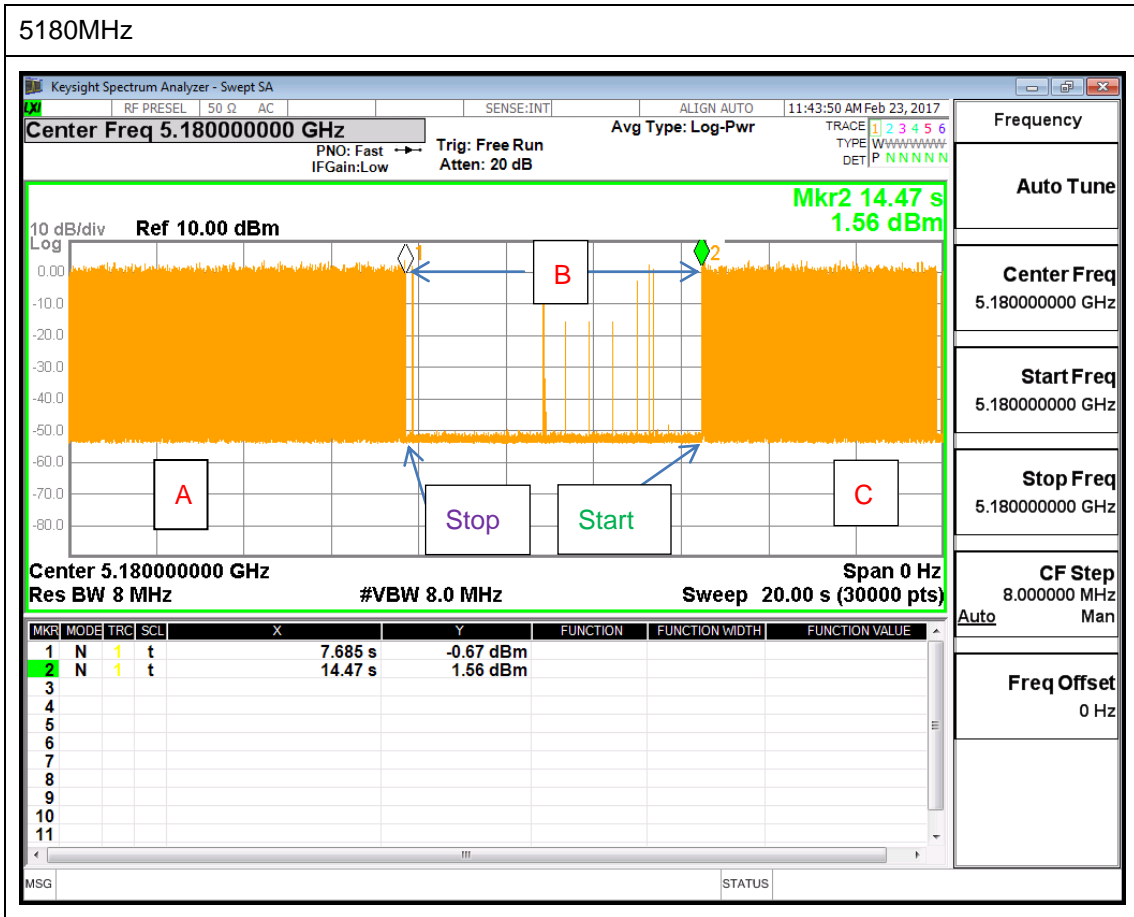 5180MHz
Keysight Spectrum Analyzer - Swept SA
LXI RF PRESEL 50 Ω AC SENSE:INT ALIGN AUTO 11:43:50 AM Feb 23, 2017
Center Freq 5.180000000 GHz
PNO: Fast
IFGain:Low
Trig: Free Run
Atten: 20 dB
Avg Type: Log-Pwr
TRACE 1 2 3 4 5 6
TYPE WWWWWWW
DET P N N N N N
Mkr2 14.47 s
1.56 dBm
10 dB/div Ref 10.00 dBm
Log
1
2
B
0.00
-10.0
-20.0
-30.0
-40.0
-50.0
-60.0
-70.0
-80.0
A
Stop
Start
C
Center 5.180000000 GHz Span 0 Hz
Res BW 8 MHz #VBW 8.0 MHz Sweep 20.00 s (30000 pts)
MKR MODE TRC SCL X Y FUNCTION FUNCTION WIDTH FUNCTION VALUE
1 N 1 t 7.685 s -0.67 dBm
2 N 1 t 14.47 s 1.56 dBm
3
4
5
6
7
8
9
10
11
MSG STATUS
Frequency
Auto Tune
Center Freq
5.180000000 GHz
Start Freq
5.180000000 GHz
Stop Freq
5.180000000 GHz
CF Step
8.000000 MHz
Auto Man
Freq Offset
0 Hz